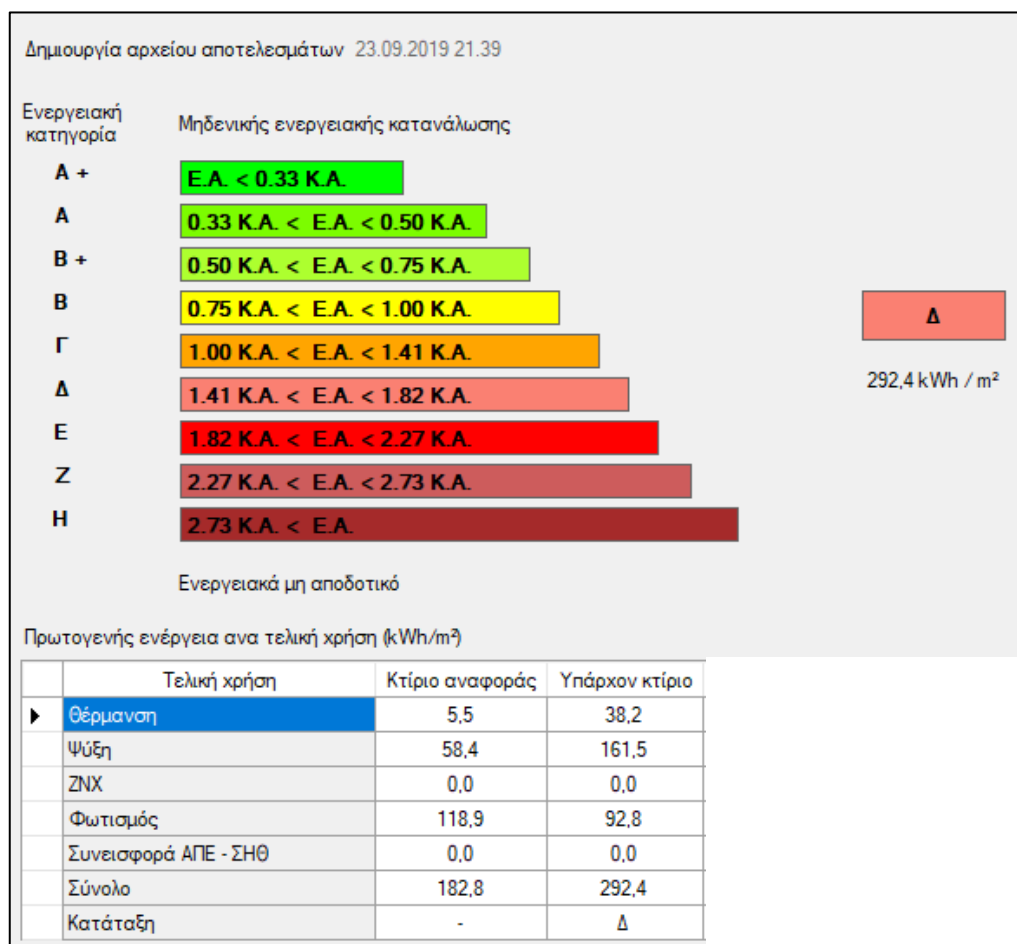 Δημιουργία αρχείου αποτελεσμάτων 23.09.2019 21.39
Ενεργειακή
κατηγορία
Μηδενικής ενεργειακής κατανάλωσης
A + Ε.Α. < 0.33 Κ.Α.
A 0.33 Κ.Α. < Ε.Α. < 0.50 Κ.Α.
B + 0.50 Κ.Α. < Ε.Α. < 0.75 Κ.Α.
B 0.75 Κ.Α. < Ε.Α. < 1.00 Κ.Α.
Γ 1.00 Κ.Α. < Ε.Α. < 1.41 Κ.Α.
Δ 1.41 Κ.Α. < Ε.Α. < 1.82 Κ.Α.
E 1.82 Κ.Α. < Ε.Α. < 2.27 Κ.Α.
Z 2.27 Κ.Α. < Ε.Α. < 2.73 Κ.Α.
H 2.73 Κ.Α. < Ε.Α.
Δ
292,4 kWh / m²
Ενεργειακά μη αποδοτικό
Πρωτογενής ενέργεια ανα τελική χρήση (kWh/m²)
Τελική χρήση Κτίριο αναφοράς Υπάρχον κτίριο
Θέρμανση 5,5 38,2
Ψύξη 58,4 161,5
ΖΝΧ 0,0 0,0
Φωτισμός 118,9 92,8
Συνεισφορά ΑΠΕ - ΣΗΘ 0,0 0,0
Σύνολο 182,8 292,4
Κατάταξη - Δ